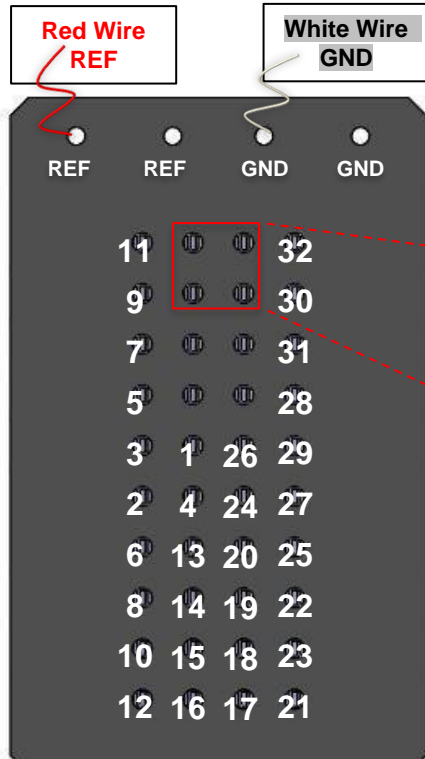 Red Wire
REF
White Wire
GND
REF REF GND GND
11 32
9 30
7 31
5 28
3 1 26 29
2 4 24 27
6 13 20 25
8 14 19 22
10 15 18 23
12 16 17 21